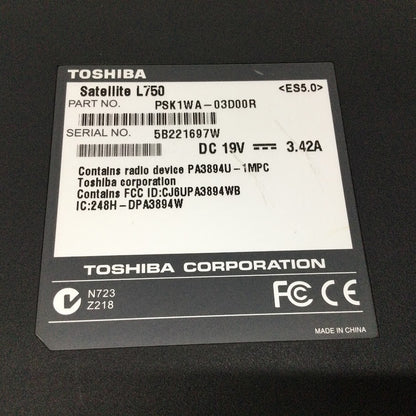 TOSHIBA
Satellite L750 <ES5.0>
PART NO. PSK1WA-03D00R
SERIAL NO. 5B221697W
DC 19V 3.42A
Contains radio device PA3894U-1MPC
Toshiba corporation
Contains FCC ID:CJ6UPA3894WB
IC:248H-DPA3894W
TOSHIBA CORPORATION
N723
Z218
FC CE
MADE IN CHINA